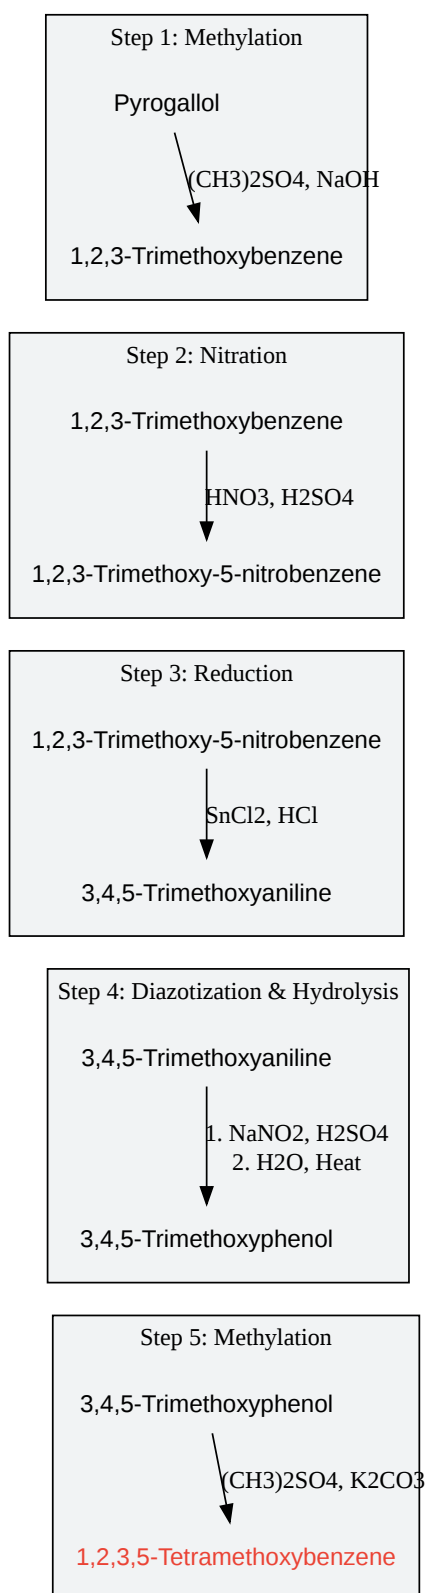 Step 1: Methylation
Pyrogallol
(CH3)2SO4, NaOH
1,2,3-Trimethoxybenzene
Step 2: Nitration
1,2,3-Trimethoxybenzene
HNO3, H2SO4
1,2,3-Trimethoxy-5-nitrobenzene
Step 3: Reduction
1,2,3-Trimethoxy-5-nitrobenzene
SnCl2, HCl
3,4,5-Trimethoxyaniline
Step 4: Diazotization & Hydrolysis
3,4,5-Trimethoxyaniline
1. NaNO2, H2SO4
2. H2O, Heat
3,4,5-Trimethoxyphenol
Step 5: Methylation
3,4,5-Trimethoxyphenol
(CH3)2SO4, K2CO3
1,2,3,5-Tetramethoxybenzene